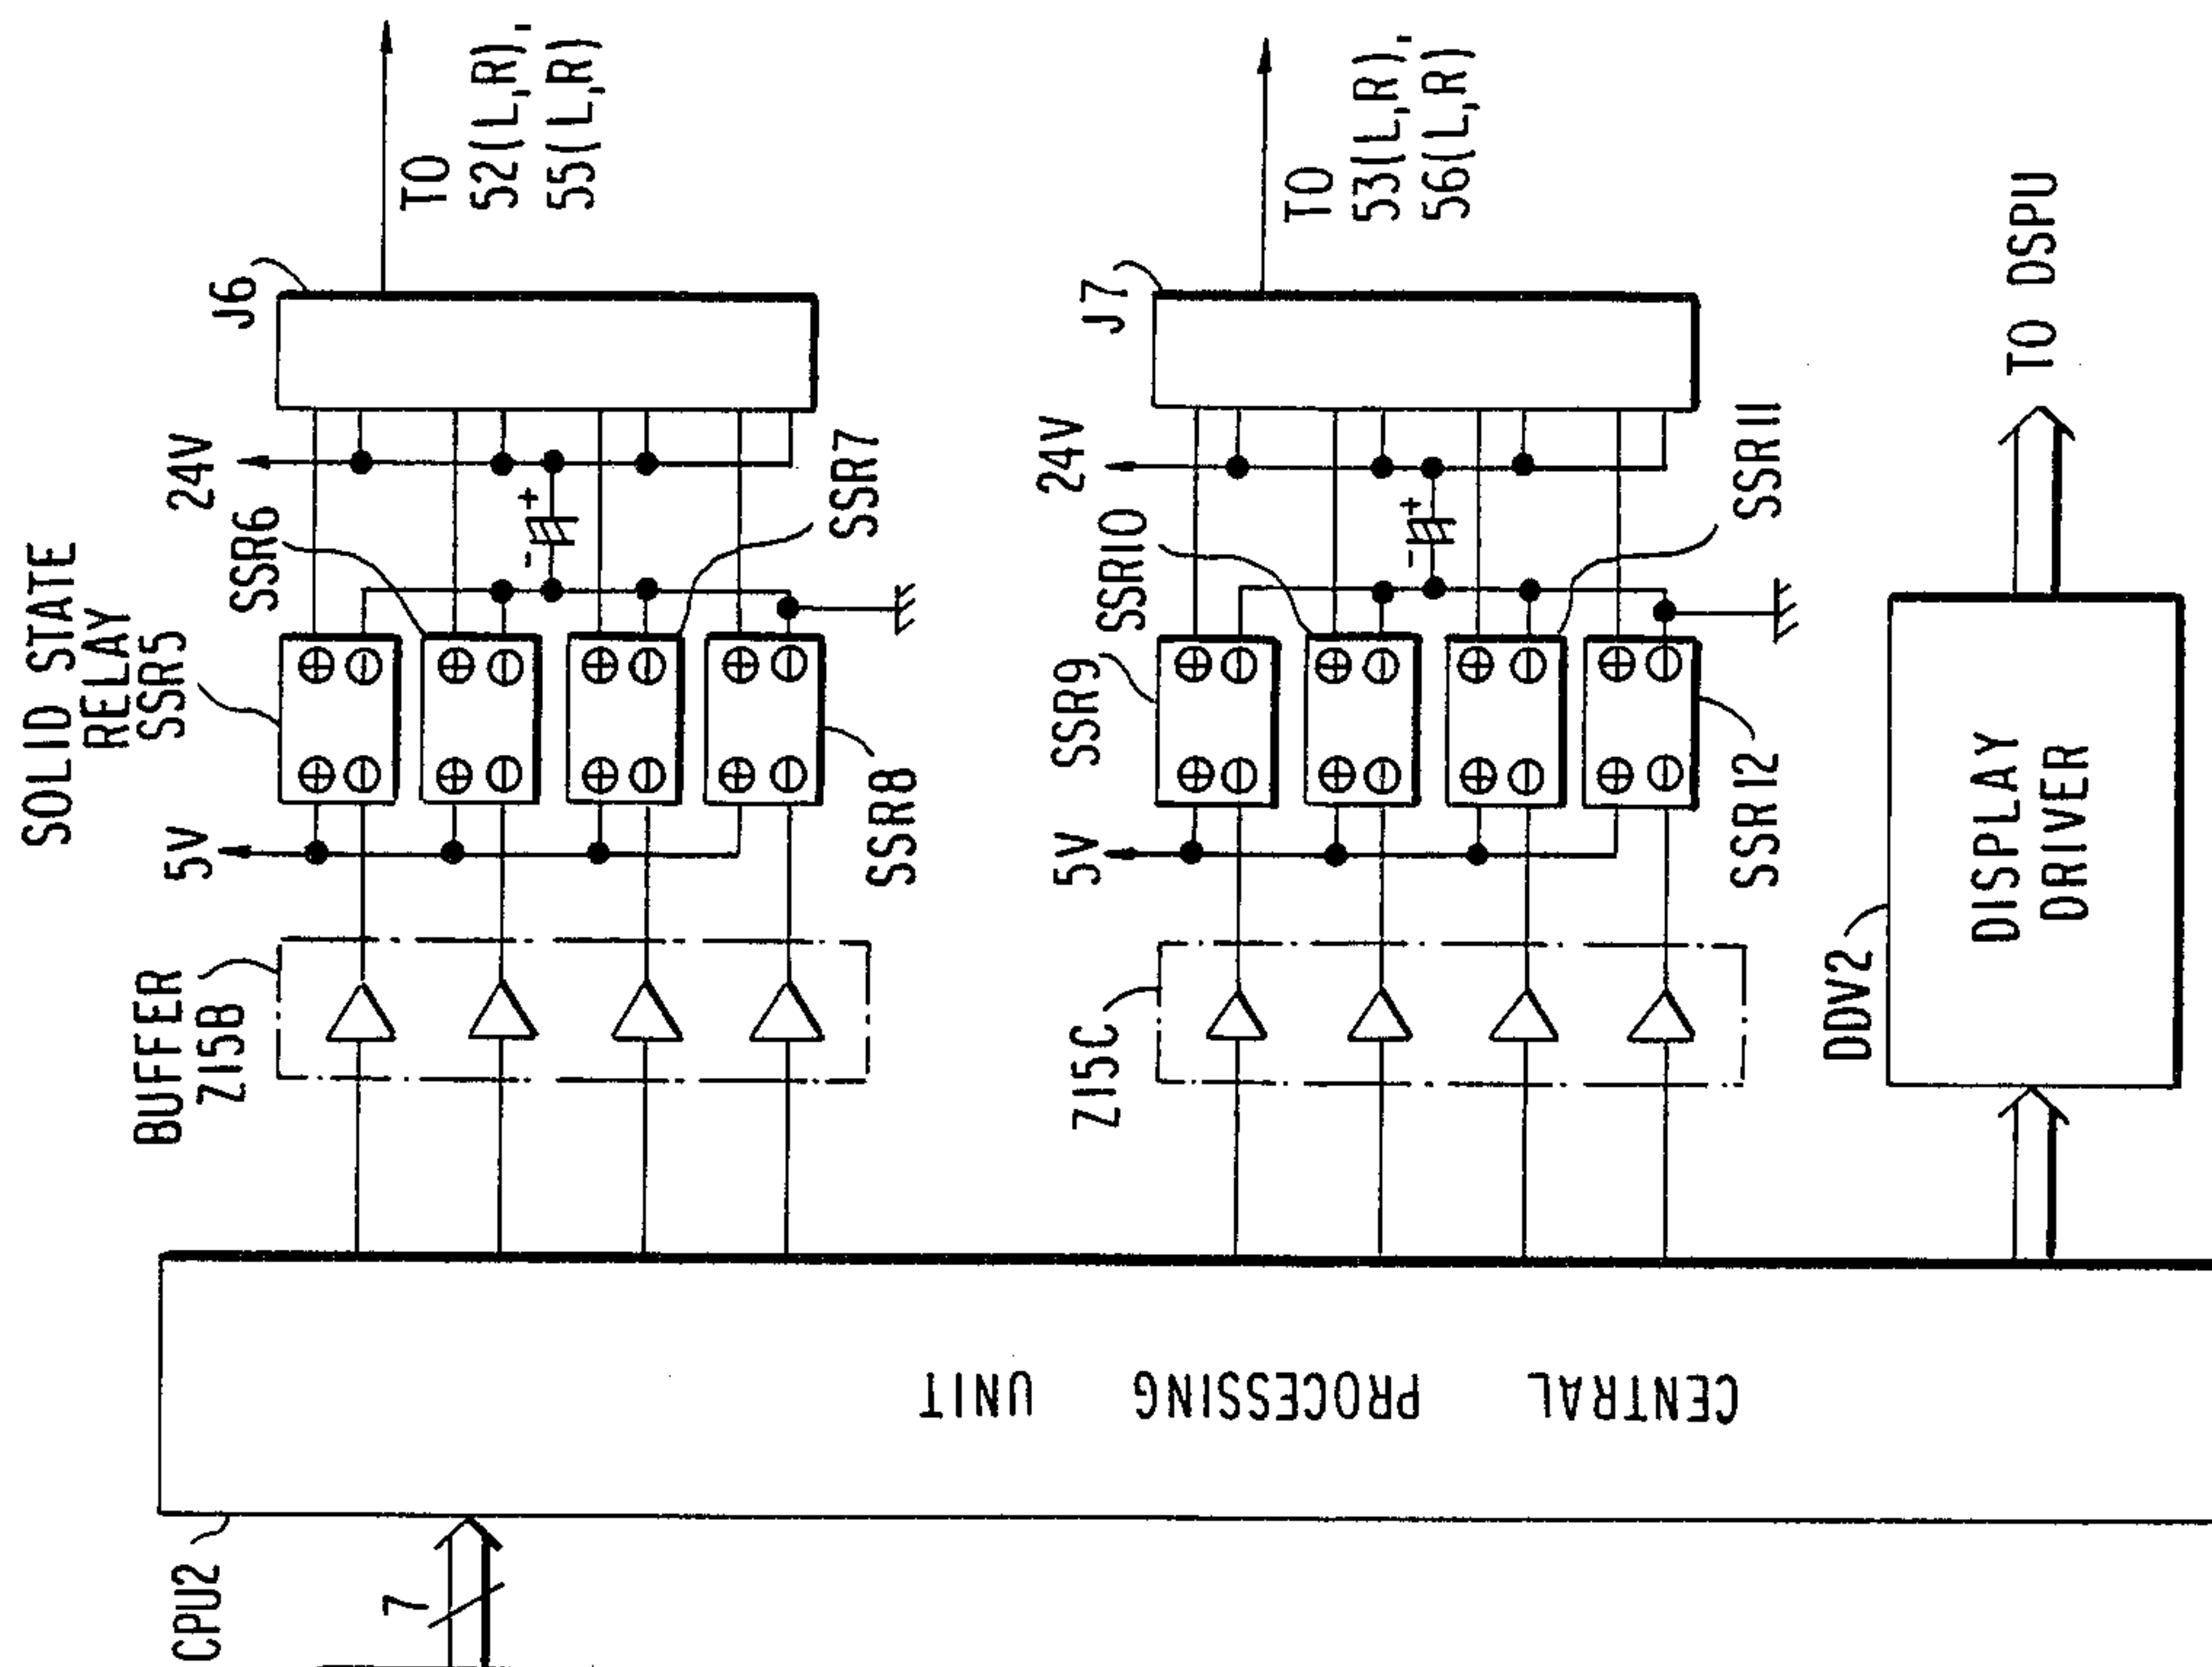 SOLID STATE
RELAY
SSR5
SSR6
SSR7
SSR8
BUFFER
Z15B
5V
24V
J6
TO
52(L,R),
55(L,R)
SSR9
SSR10
SSR11
SSR12
Z15C
5V
24V
J7
TO
53(L,R),
56(L,R)
DDV2
DISPLAY
DRIVER
TO DSPU
CPU2
7
CENTRAL PROCESSING UNIT
- +
- +